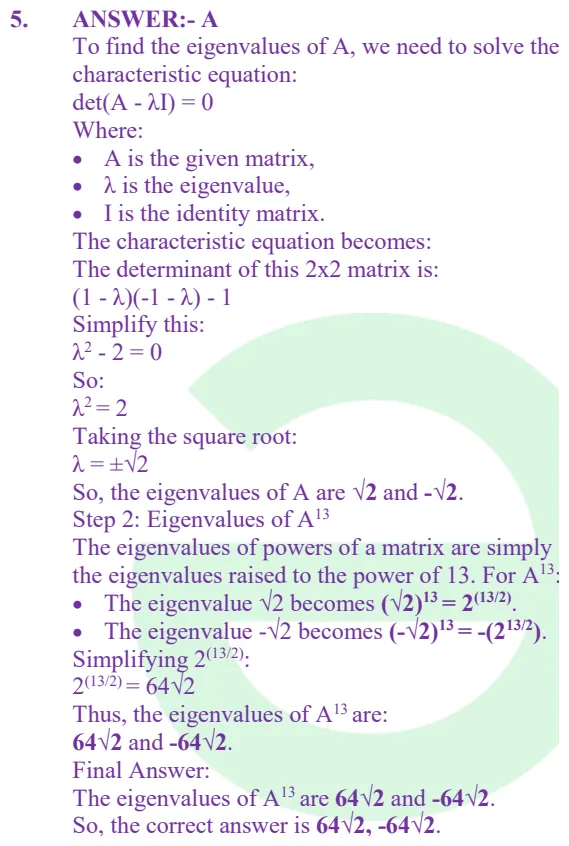 5. ANSWER:- A
To find the eigenvalues of A, we need to solve the
characteristic equation:
det(A - λI) = 0
Where:
• A is the given matrix,
• λ is the eigenvalue,
• I is the identity matrix.
The characteristic equation becomes:
The determinant of this 2x2 matrix is:
(1 - λ)(-1 - λ) - 1
Simplify this:
λ² - 2 = 0
So:
λ² = 2
Taking the square root:
λ = ±√2
So, the eigenvalues of A are √2 and -√2.
Step 2: Eigenvalues of A¹³
The eigenvalues of powers of a matrix are simply
the eigenvalues raised to the power of 13. For A¹³:
• The eigenvalue √2 becomes (√2)¹³ = 2^(13/2).
• The eigenvalue -√2 becomes (-√2)¹³ = -(2^13/2).
Simplifying 2^(13/2):
2^(13/2) = 64√2
Thus, the eigenvalues of A¹³ are:
64√2 and -64√2.
Final Answer:
The eigenvalues of A¹³ are 64√2 and -64√2.
So, the correct answer is 64√2, -64√2.